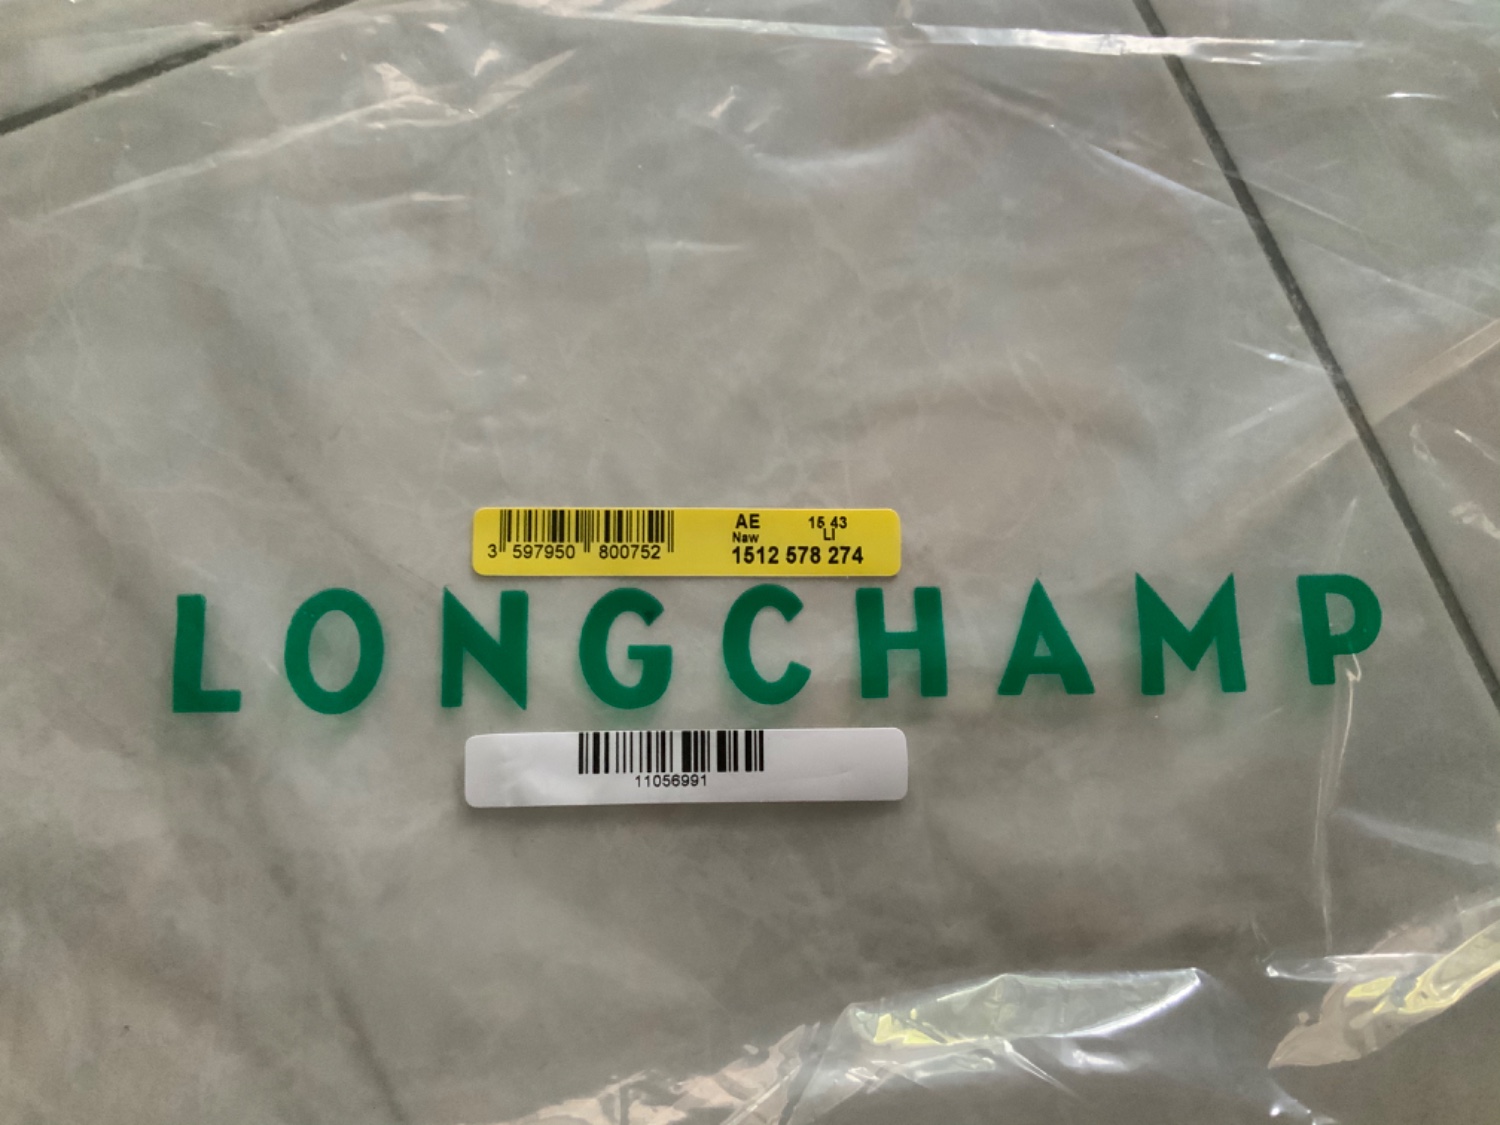 AE 15 43
Naw LI
3 597950 800752 1512 578 274
LONGCHAMP
11056991